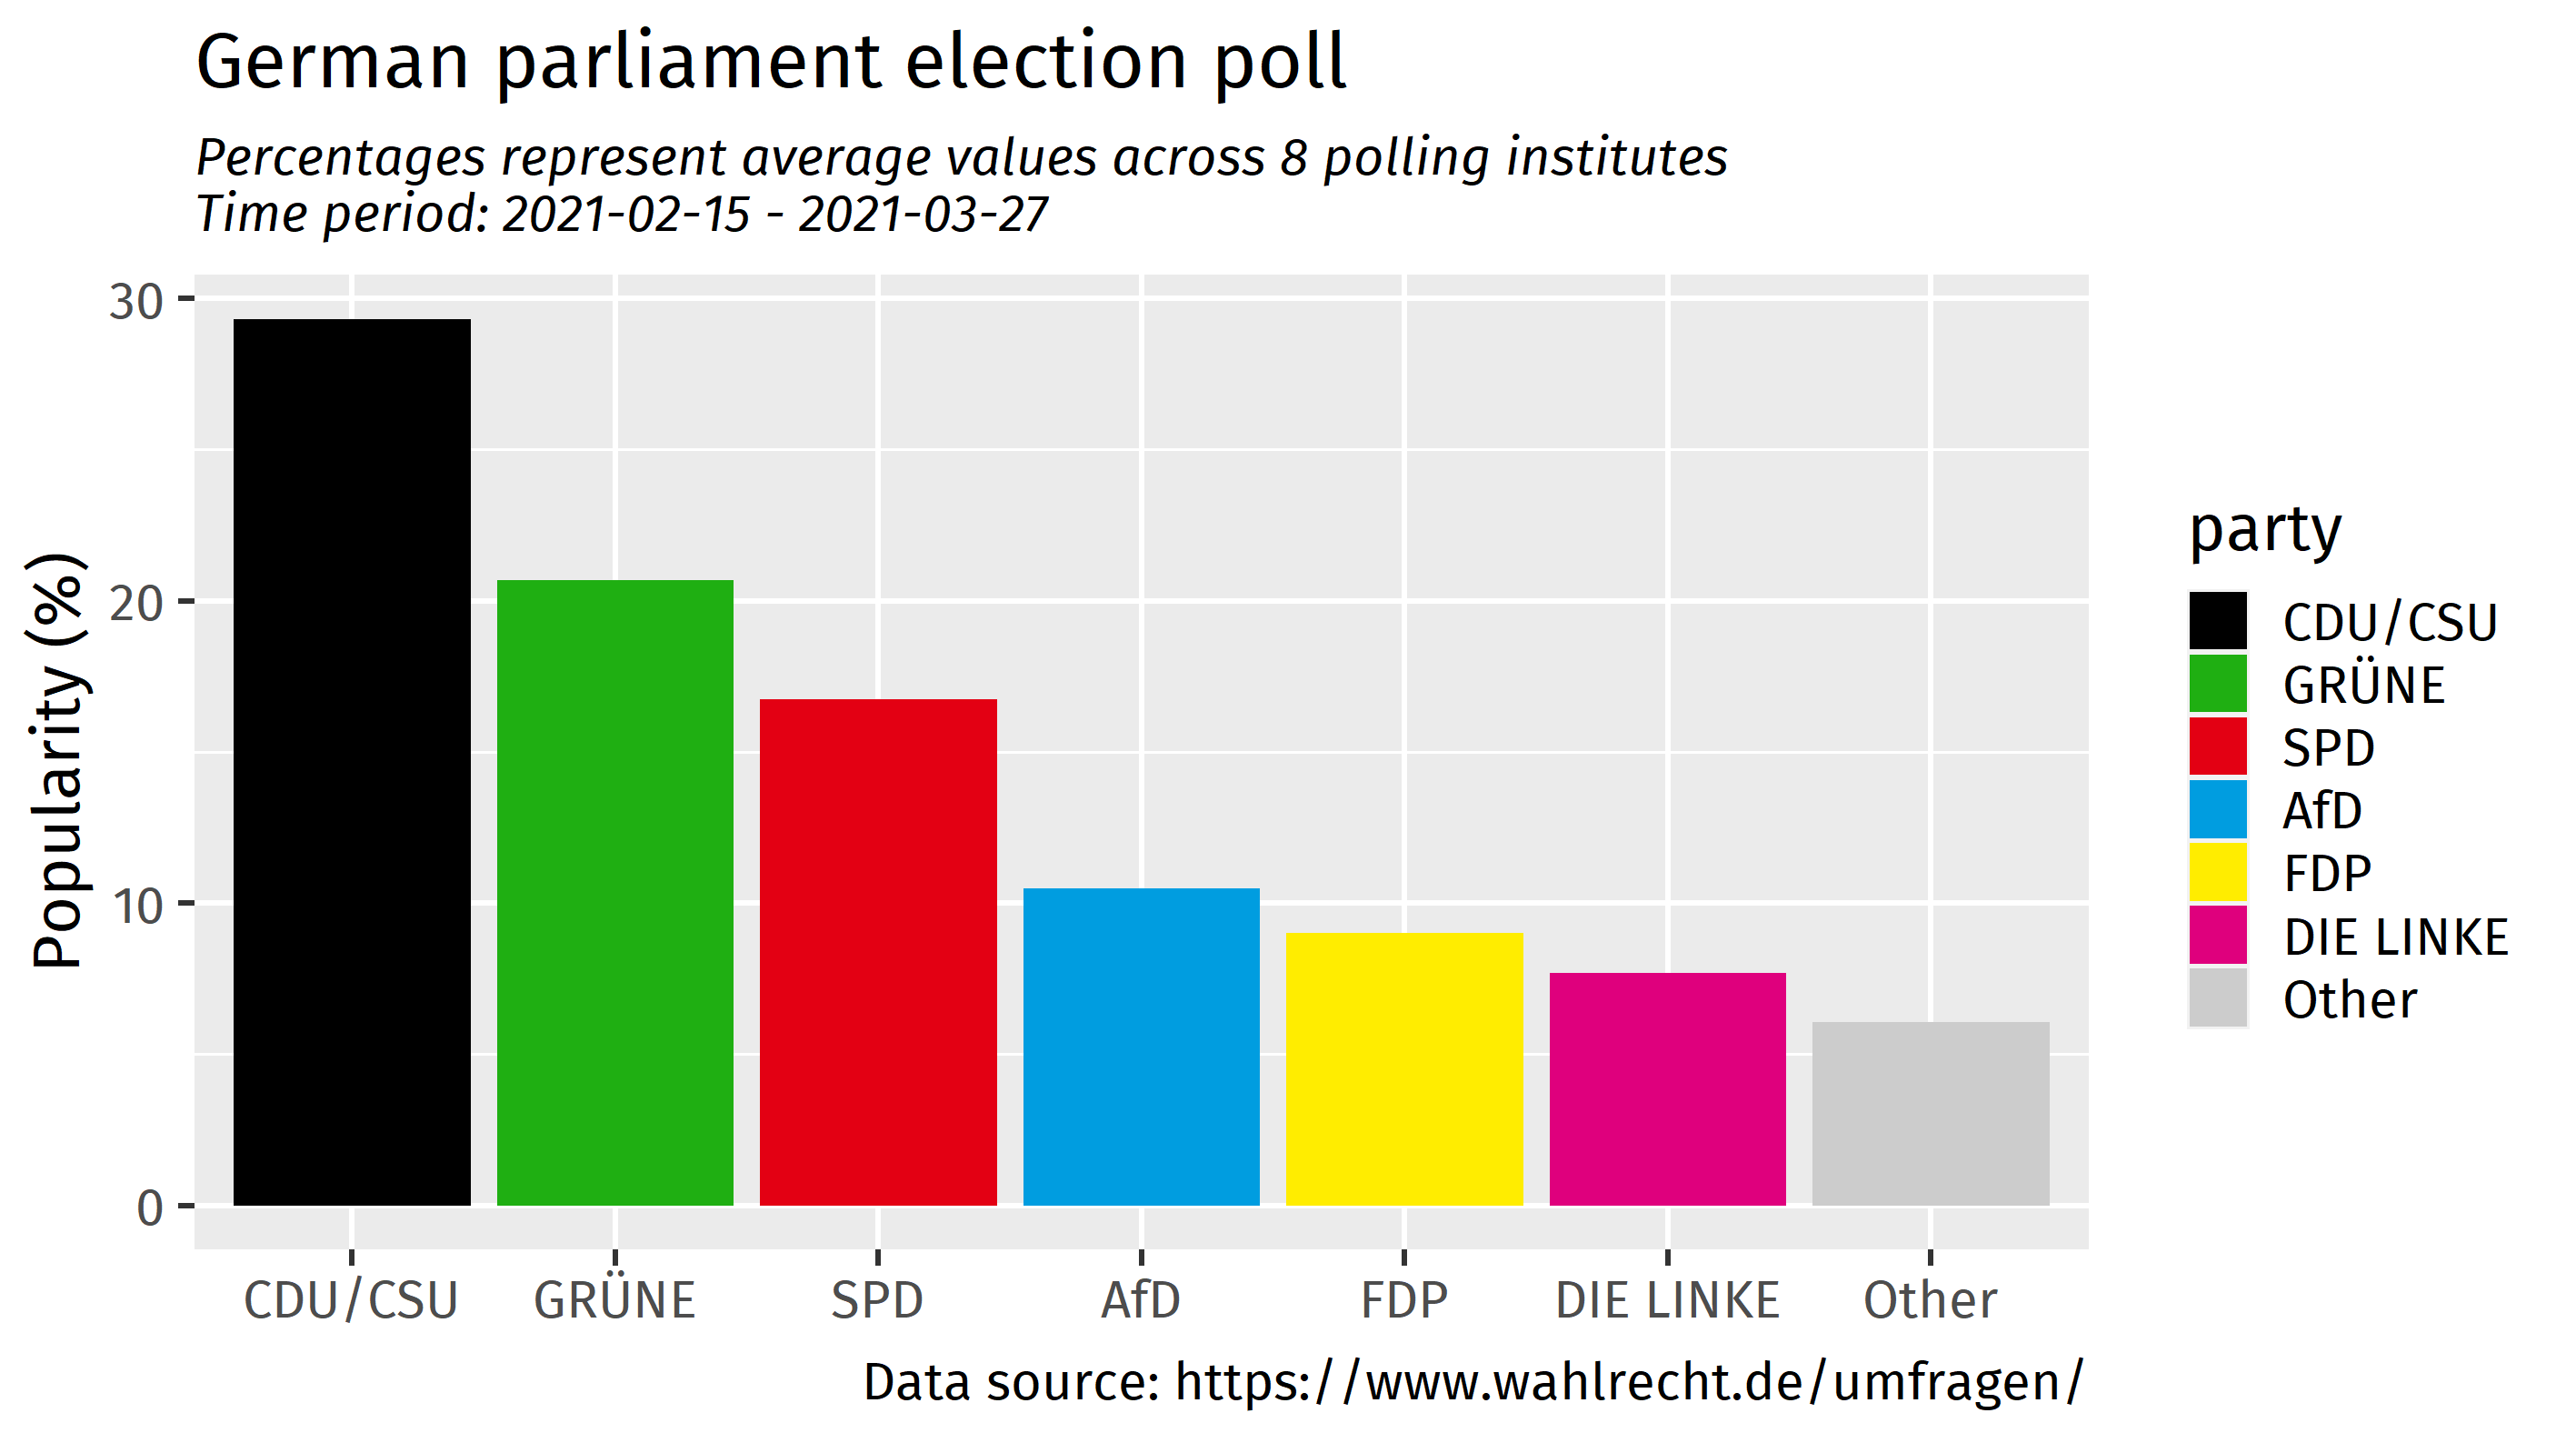 German parliament election poll
Percentages represent average values across 8 polling institutes
Time period: 2021-02-15 - 2021-03-27
Popularity (%)
30
20
10
0
CDU/CSU
GRÜNE
SPD
AfD
FDP
DIE LINKE
Other
party
CDU/CSU
GRÜNE
SPD
AfD
FDP
DIE LINKE
Other
Data source: https://www.wahlrecht.de/umfragen/